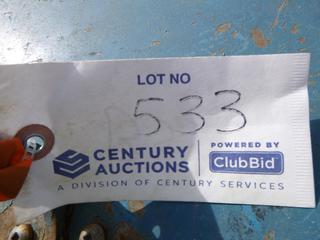 LOT NO
533
CENTURY AUCTIONS
POWERED BY
ClubBid
A DIVISION OF CENTURY SERVICES